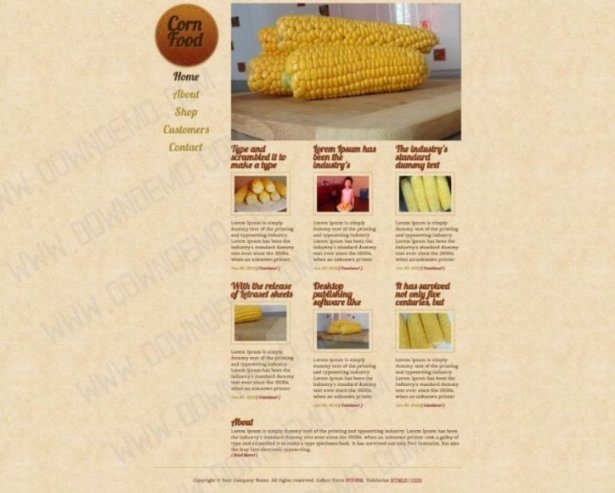 Corn
Food
Home
About
Shop
Customers
Contact
Type and
scrambled it to
make a type
Lorem Ipsum has
been the
industry's
The industry's
standard
dummy text
Lorem Ipsum is simply
dummy text of the printing
and typesetting industry.
Lorem Ipsum has been the
industry's standard dummy
text ever since the 1500s,
when an unknown printer
[ Continue! ]
Lorem Ipsum is simply
dummy text of the printing
and typesetting industry.
Lorem Ipsum has been the
industry's standard dummy
text ever since the 1500s,
when an unknown printer
[ Continue! ]
Lorem Ipsum is simply
dummy text of the printing
and typesetting industry.
Lorem Ipsum has been the
industry's standard dummy
text ever since the 1500s,
when an unknown printer
[ Continue! ]
With the release
of Letraset sheets
Desktop
publishing
software like
It has survived
not only five
centuries, but
Lorem Ipsum is simply
dummy text of the printing
and typesetting industry.
Lorem Ipsum has been the
industry's standard dummy
text ever since the 1500s,
when an unknown printer
[ Continue! ]
Lorem Ipsum is simply
dummy text of the printing
and typesetting industry.
Lorem Ipsum has been the
industry's standard dummy
text ever since the 1500s,
when an unknown printer
[ Continue! ]
Lorem Ipsum is simply
dummy text of the printing
and typesetting industry.
Lorem Ipsum has been the
industry's standard dummy
text ever since the 1500s,
when an unknown printer
[ Continue! ]
About
Lorem Ipsum is simply dummy text of the printing and typesetting industry. Lorem Ipsum has been
the industry's standard dummy text ever since the 1500s, when an unknown printer took a galley of
type and scrambled it to make a type specimen book. It has survived not only five centuries, but also
the leap into electronic typesetting.
[ Read More! ]
Copyright © Your Company Name. All rights reserved. Collect from Validation HTML5 | CSS3